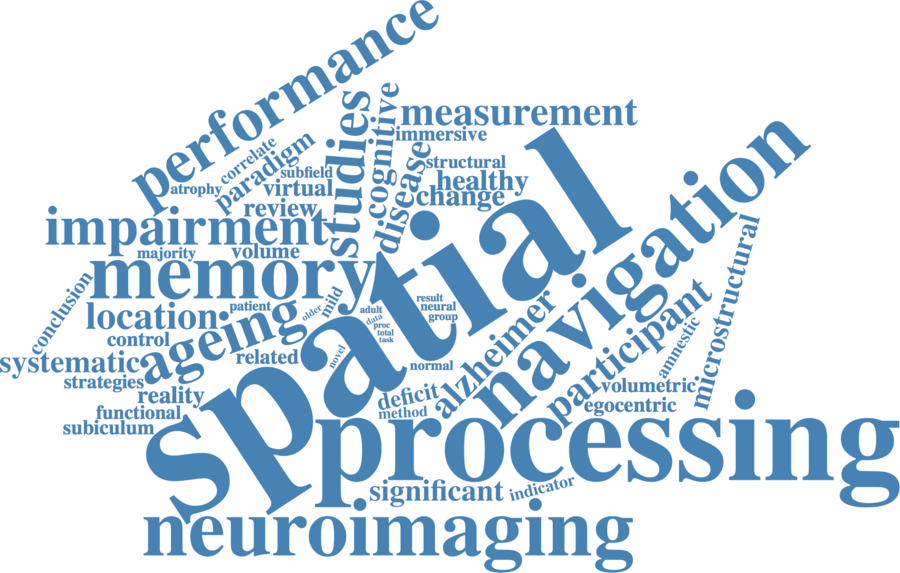 performance
correlate
paradigm
atrophy
subfield
virtual
studies
cognitive
disease
measurement
immersive
structural
healthy
change
review
impairment
majority
volume
memory
conclusion
patient
location
older
mild
control
ageing
related
systematic
strategies
reality
functional
subiculum
novel
adult
data
proc
total
task
result
neural
group
normal
spatial
navigation
alzheimer
participant
amnestic
microstructural
deficit
method
volumetric
egocentric
processing
significant
indicator
neuroimaging